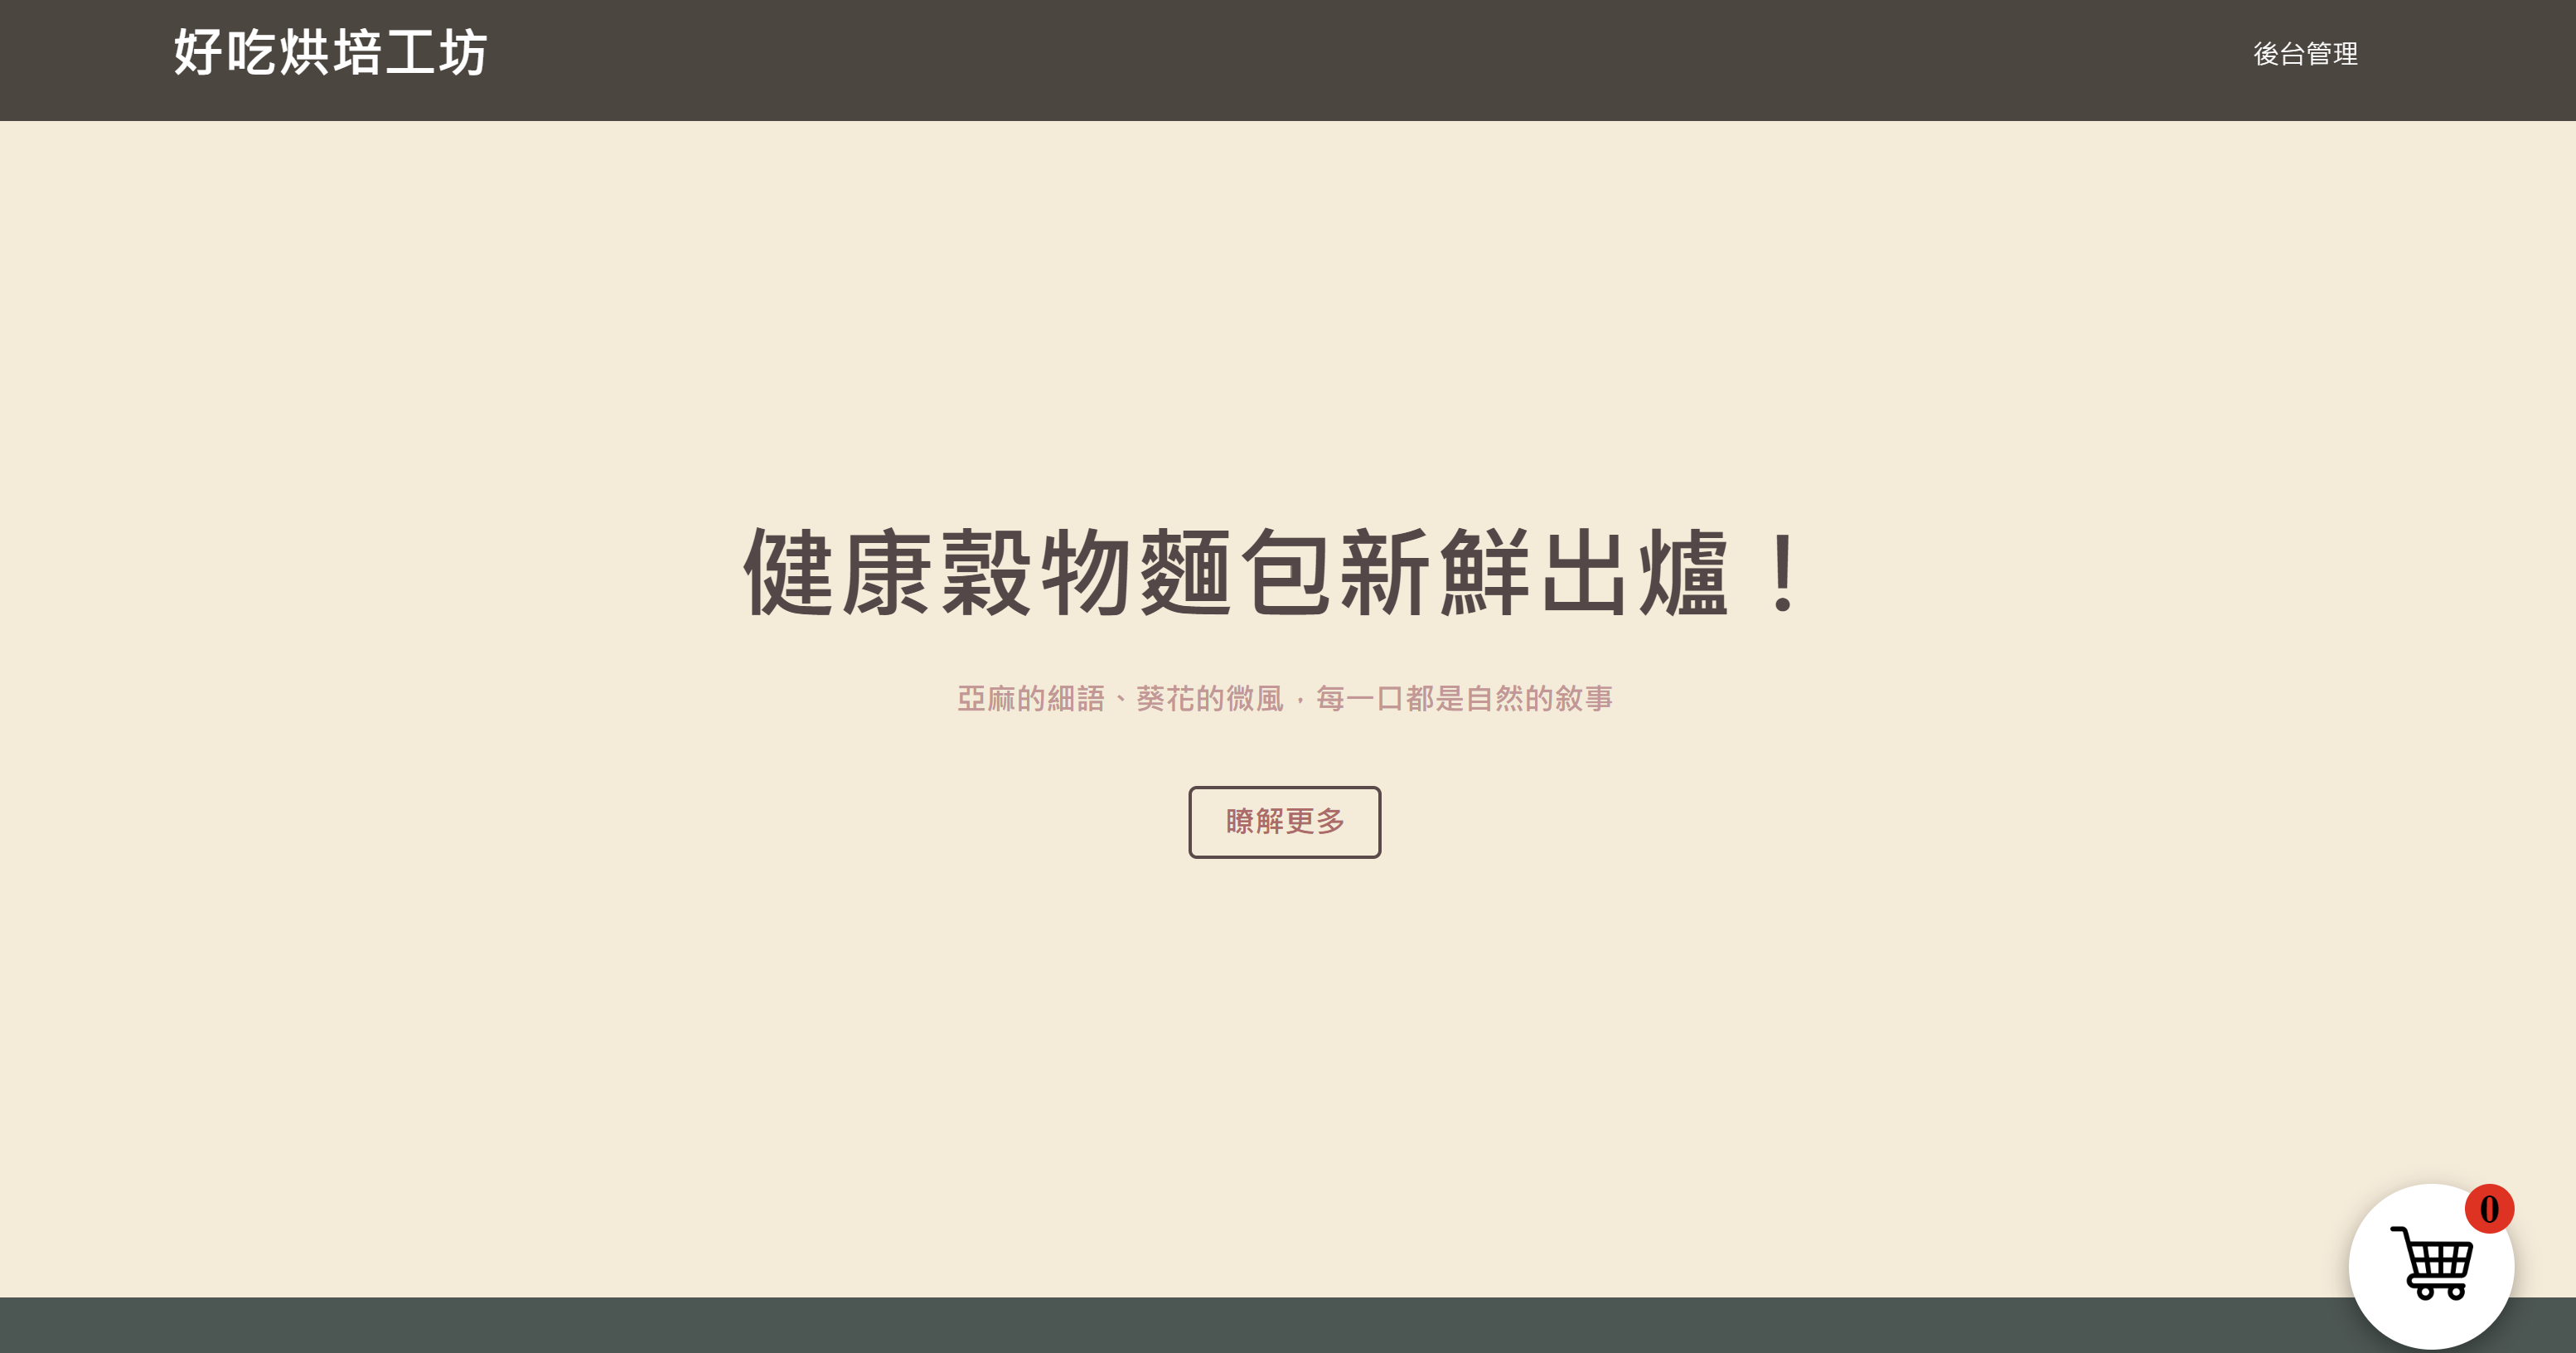 好吃烘培工坊
後台管理
健康穀物麵包新鮮出爐！
亞麻的細語、葵花的微風，每一口都是自然的敘事
瞭解更多
0